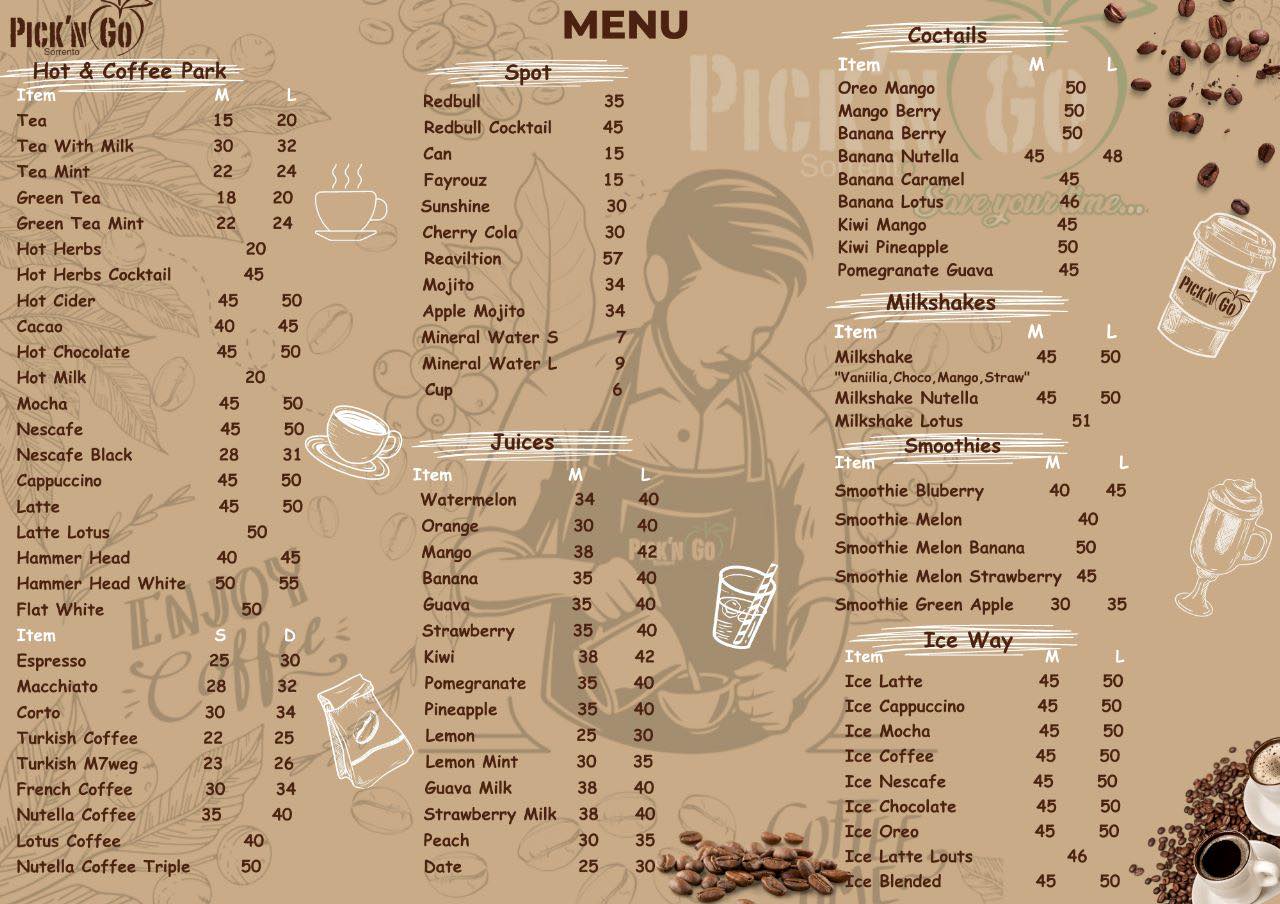 PICK'N GO
Sorrento
MENU
Hot & Coffee Park
Item M L
Tea 15 20
Tea With Milk 30 32
Tea Mint 22 24
Green Tea 18 20
Green Tea Mint 22 24
Hot Herbs 20
Hot Herbs Cocktail 45
Hot Cider 45 50
Cacao 40 45
Hot Chocolate 45 50
Hot Milk 20
Mocha 45 50
Nescafe 45 50
Nescafe Black 28 31
Cappuccino 45 50
Latte 45 50
Latte Lotus 50
Hammer Head 40 45
Hammer Head White 50 55
Flat White 50
Item S D
Espresso 25 30
Macchiato 28 32
Corto 30 34
Turkish Coffee 22 25
Turkish M7weg 23 26
French Coffee 30 34
Nutella Coffee 35 40
Lotus Coffee 40
Nutella Coffee Triple 50
ENJOY
Coffee
Spot
Redbull 35
Redbull Cocktail 45
Can 15
Fayrouz 15
Sunshine 30
Cherry Cola 30
Reaviltion 57
Mojito 34
Apple Mojito 34
Mineral Water S 7
Mineral Water L 9
Cup 6
Juices
Item M L
Watermelon 34 40
Orange 30 40
Mango 38 42
Banana 35 40
Guava 35 40
Strawberry 35 40
Kiwi 38 42
Pomegranate 35 40
Pineapple 35 40
Lemon 25 30
Lemon Mint 30 35
Guava Milk 38 40
Strawberry Milk 38 40
Peach 30 35
Date 25 30
PICK'N GO
PICK'N GO
Sorrento
Save your time...
Coctails
Item M L
Oreo Mango 50
Mango Berry 50
Banana Berry 50
Banana Nutella 45 48
Banana Caramel 45
Banana Lotus 46
Kiwi Mango 45
Kiwi Pineapple 50
Pomegranate Guava 45
Milkshakes
Item M L
Milkshake 45 50
"Vaniilia,Choco,Mango,Straw"
Milkshake Nutella 45 50
Milkshake Lotus 51
Smoothies
Item M L
Smoothie Bluberry 40 45
Smoothie Melon 40
Smoothie Melon Banana 50
Smoothie Melon Strawberry 45
Smoothie Green Apple 30 35
Ice Way
Item M L
Ice Latte 45 50
Ice Cappuccino 45 50
Ice Mocha 45 50
Ice Coffee 45 50
Ice Nescafe 45 50
Ice Chocolate 45 50
Ice Oreo 45 50
Ice Latte Louts 46
Ice Blended 45 50
PICK'N GO
COFFEE